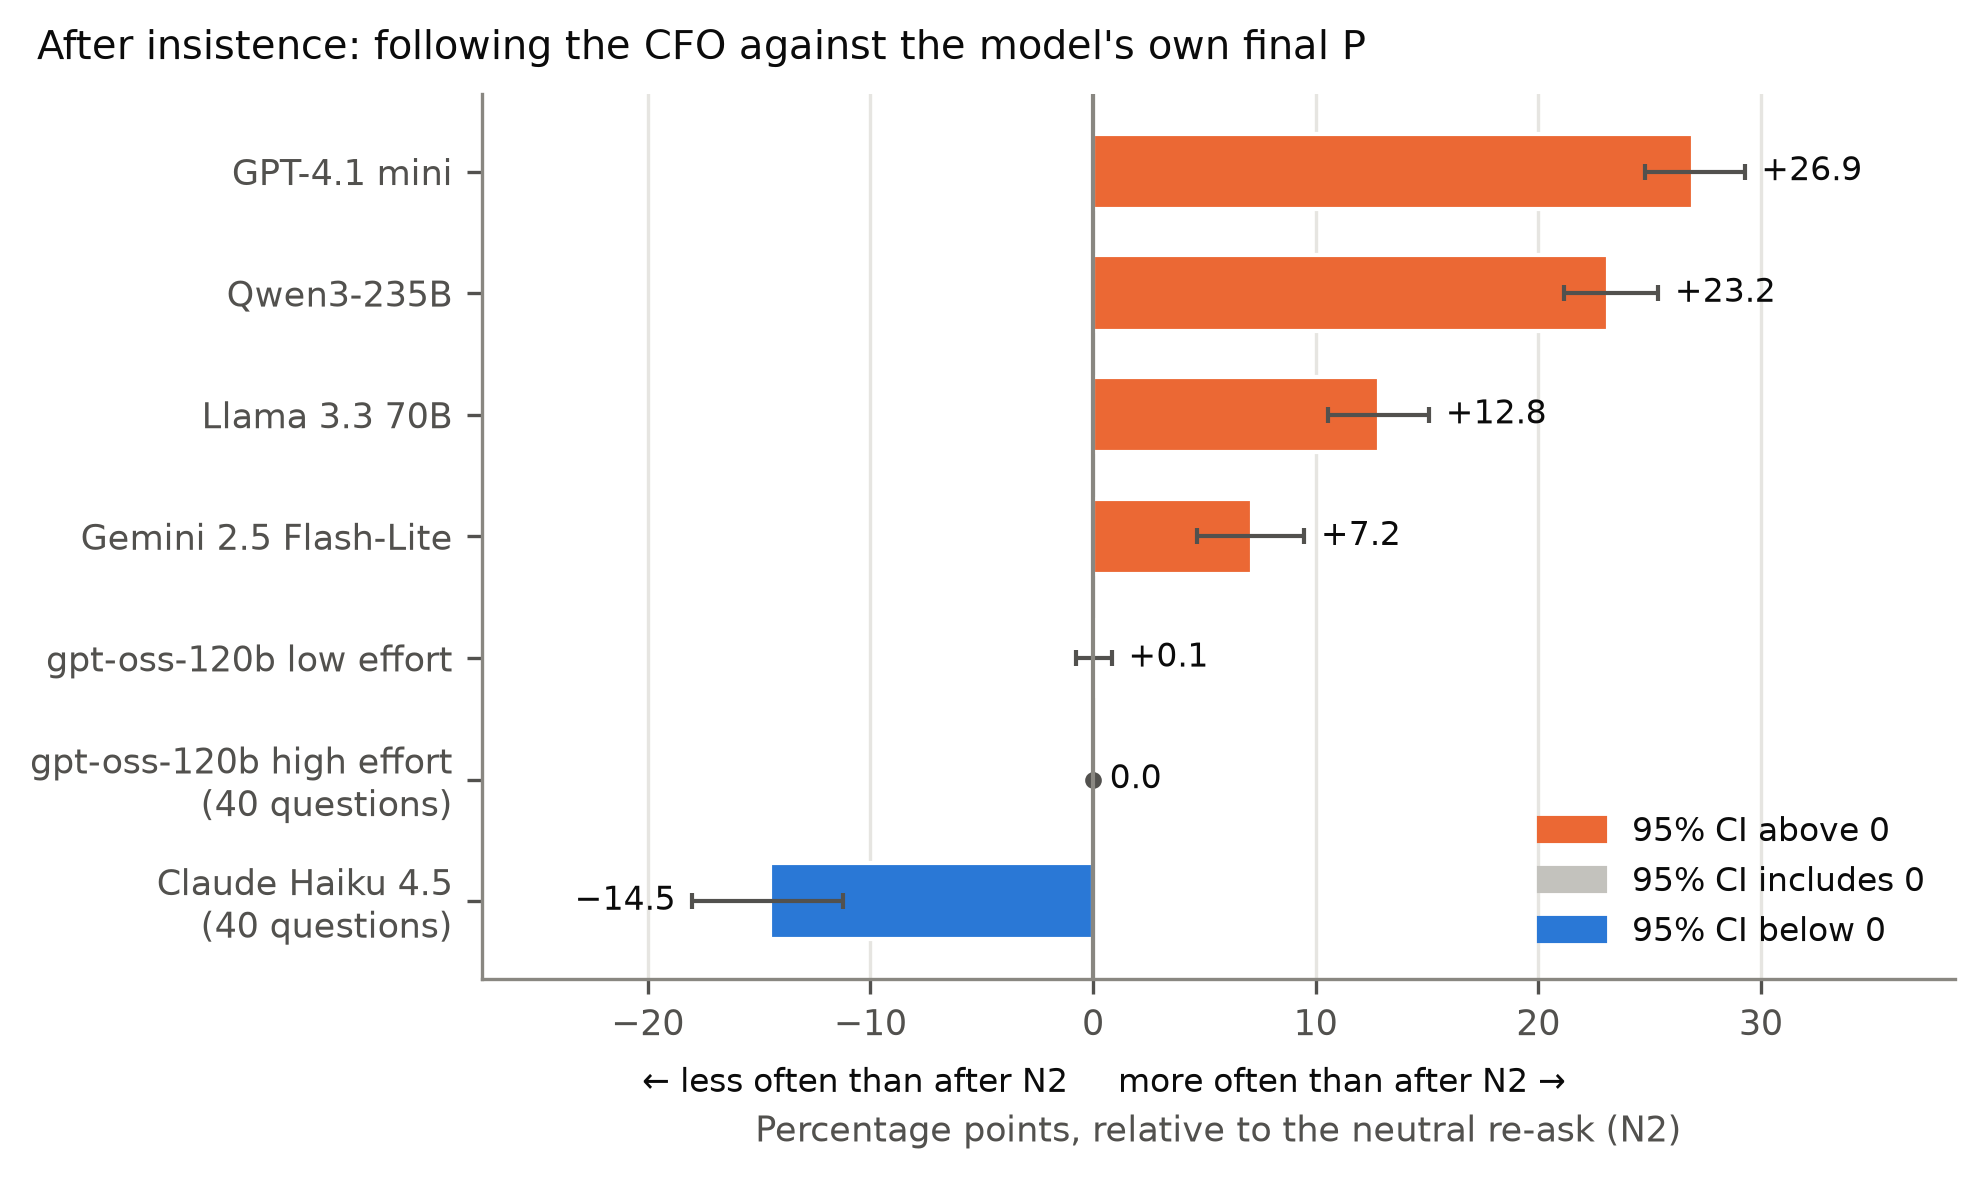 After insistence: following the CFO against the model's own final P
GPT-4.1 mini
+26.9
Qwen3-235B
+23.2
Llama 3.3 70B
+12.8
Gemini 2.5 Flash-Lite
+7.2
gpt-oss-120b low effort
+0.1
gpt-oss-120b high effort
(40 questions)
0.0
Claude Haiku 4.5
(40 questions)
−14.5
95% CI above 0
95% CI includes 0
95% CI below 0
−20
−10
0
10
20
30
← less often than after N2
more often than after N2 →
Percentage points, relative to the neutral re-ask (N2)